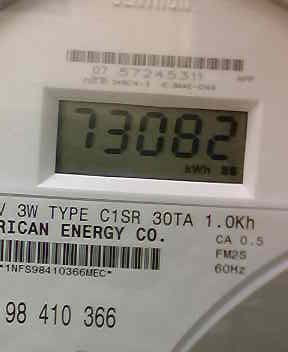 07 57245311
73082
kWh
V 3W TYPE C1SR 30TA 1.0Kh
RICAN ENERGY CO.
CA 0.5
FM2S
60Hz
*1NFS98410366MEC*
98 410 366